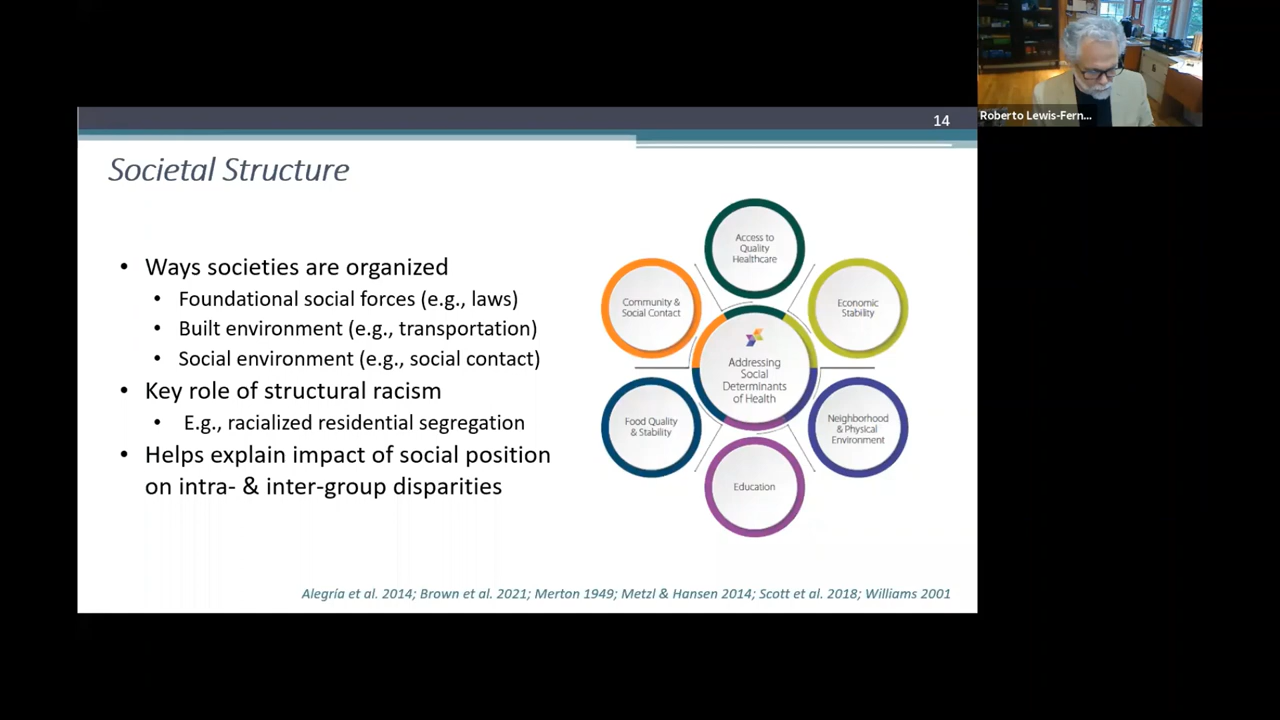 14
Roberto Lewis-Fern...
Societal Structure
• Ways societies are organized
• Foundational social forces (e.g., laws)
• Built environment (e.g., transportation)
• Social environment (e.g., social contact)
• Key role of structural racism
• E.g., racialized residential segregation
• Helps explain impact of social position
on intra- & inter-group disparities
Access to
Quality
Healthcare
Community &
Social Contact
Economic
Stability
Addressing
Social
Determinants
of Health
Food Quality
& Stability
Neighborhood
& Physical
Environment
Education
Alegría et al. 2014; Brown et al. 2021; Merton 1949; Metzl & Hansen 2014; Scott et al. 2018; Williams 2001